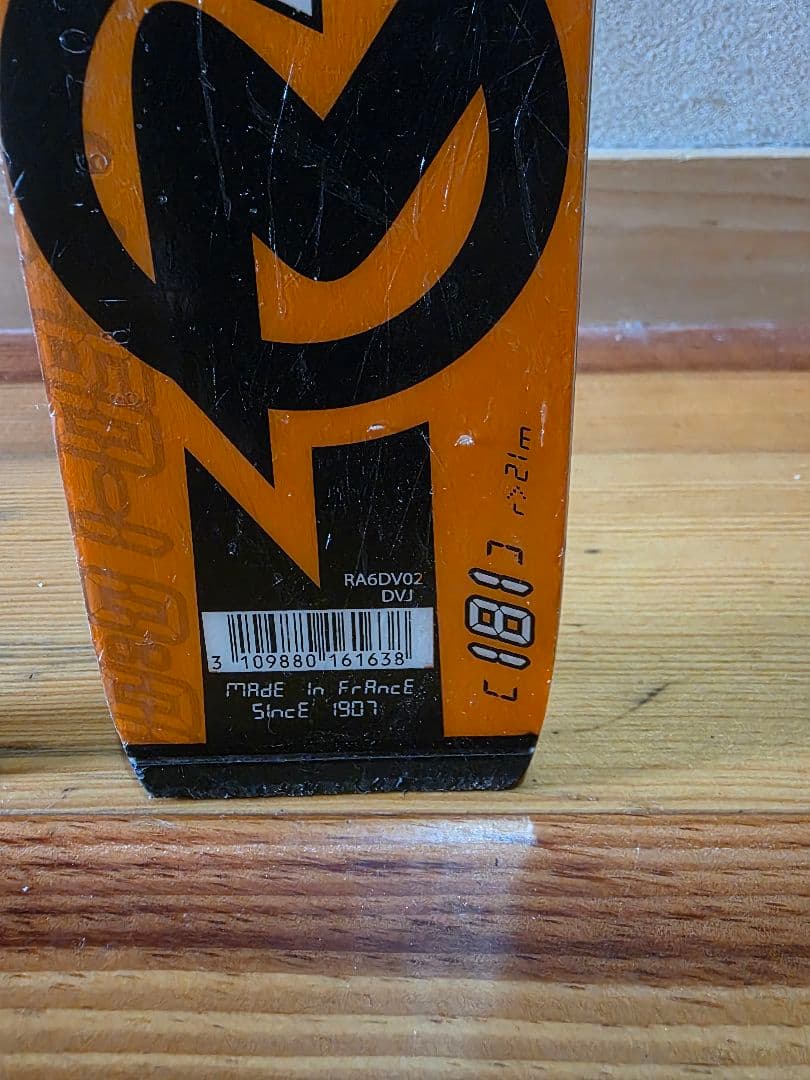 RA6DV02
DVJ
3 109880 161638
MAdE In FrAncE
SIncE 1907
[181] r>21m